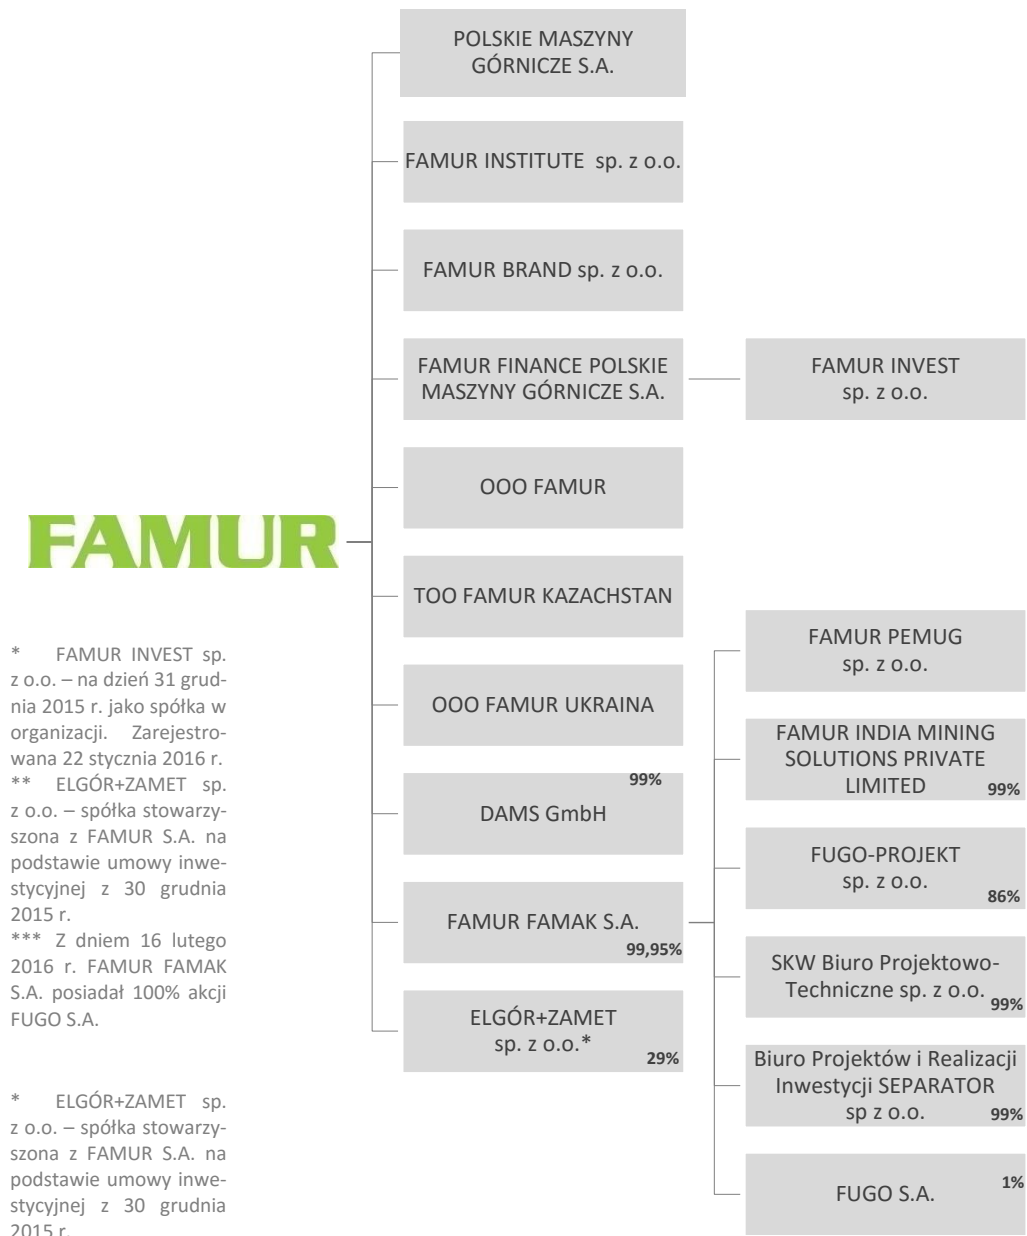 POLSKIE MASZYNY
GÓRNICZE S.A.
FAMUR INSTITUTE sp. z o.o.
FAMUR BRAND sp. z o.o.
FAMUR FINANCE POLSKIE
MASZYNY GÓRNICZE S.A.
FAMUR INVEST
sp. z o.o.
OOO FAMUR
FAMUR
TOO FAMUR KAZACHSTAN
OOO FAMUR UKRAINA
99%
DAMS GmbH
FAMUR FAMAK S.A.
99,95%
ELGÓR+ZAMET
sp. z o.o.*
29%
FAMUR PEMUG
sp. z o.o.
FAMUR INDIA MINING
SOLUTIONS PRIVATE
LIMITED 99%
FUGO-PROJEKT
sp. z o.o.
86%
SKW Biuro Projektowo-
Techniczne sp. z o.o. 99%
Biuro Projektów i Realizacji
Inwestycji SEPARATOR
sp z o.o. 99%
1%
FUGO S.A.
* FAMUR INVEST sp.
z o.o. – na dzień 31 grud-
nia 2015 r. jako spółka w
organizacji. Zarejestro-
wana 22 stycznia 2016 r.
** ELGÓR+ZAMET sp.
z o.o. – spółka stowarzy-
szona z FAMUR S.A. na
podstawie umowy inwe-
stycyjnej z 30 grudnia
2015 r.
*** Z dniem 16 lutego
2016 r. FAMUR FAMAK
S.A. posiadał 100% akcji
FUGO S.A.
* ELGÓR+ZAMET sp.
z o.o. – spółka stowarzy-
szona z FAMUR S.A. na
podstawie umowy inwe-
stycyjnej z 30 grudnia
2015 r.